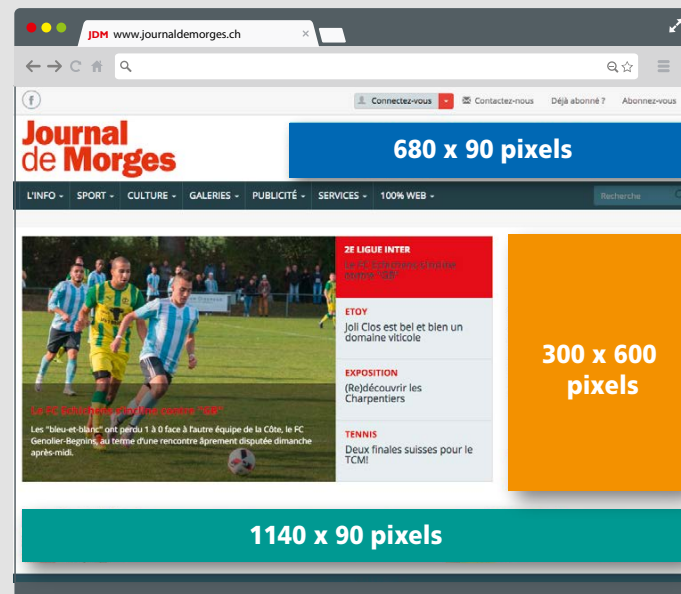 JDM www.journaldemorges.ch
Connectez-vous
Contactez-nous
Déjà abonné ?
Abonnez-vous
Journal
de Morges
680 x 90 pixels
L'INFO
SPORT
CULTURE
GALERIES
PUBLICITÉ
SERVICES
100% WEB
Recherche
2E LIGUE INTER
ETOY
Joli Clos est bel et bien un
domaine viticole
EXPOSITION
(Re)découvrir les
Charpentiers
TENNIS
Deux finales suisses pour le
TCM!
Les "bleu-et-blanc" ont perdu 1 à 0 face à l'autre équipe de la Côte, le FC
Genolier-Begnins, au terme d'une rencontre âprement disputée dimanche
après-midi.
300 x 600
pixels
1140 x 90 pixels